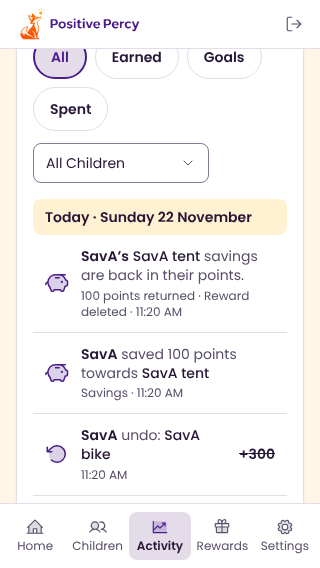 Positive Percy
All
Earned
Goals
Spent
All Children
Today · Sunday 22 November
SavA's SavA tent savings
are back in their points.
100 points returned · Reward
deleted · 11:20 AM
SavA saved 100 points
towards SavA tent
Savings · 11:20 AM
SavA undo: SavA
bike
+300
11:20 AM
Home
Children
Activity
Rewards
Settings